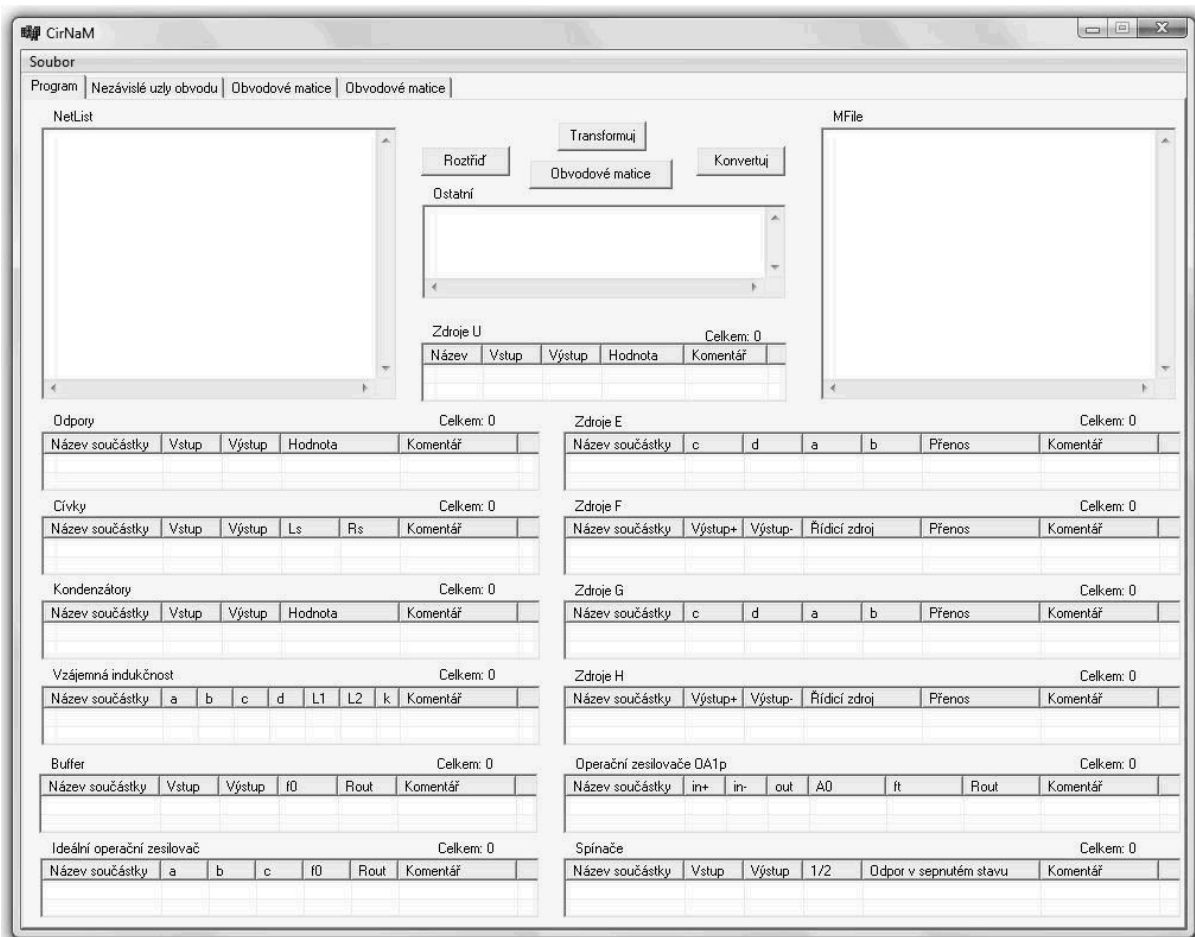 CirNaM
Soubor
Program Nezávislé uzly obvodu Obvodové matice Obvodové matice
NetList
Transformuj
MFile
Roztřiď
Obvodové matice
Konvertuj
Ostatní
Zdroje U Celkem: 0
Název Vstup Výstup Hodnota Komentář
Odpory Celkem: 0
Název součástky Vstup Výstup Hodnota Komentář
Zdroje E Celkem: 0
Název součástky c d a b Přenos Komentář
Cívky Celkem: 0
Název součástky Vstup Výstup Ls Rs Komentář
Zdroje F Celkem: 0
Název součástky Výstup+ Výstup- Řídicí zdroj Přenos Komentář
Kondenzátory Celkem: 0
Název součástky Vstup Výstup Hodnota Komentář
Zdroje G Celkem: 0
Název součástky c d a b Přenos Komentář
Vzájemná indukčnost Celkem: 0
Název součástky a b c d L1 L2 k Komentář
Zdroje H Celkem: 0
Název součástky Výstup+ Výstup- Řídicí zdroj Přenos Komentář
Buffer Celkem: 0
Název součástky Vstup Výstup f0 Rout Komentář
Operační zesilovače OA1p Celkem: 0
Název součástky in+ in- out A0 ft Rout Komentář
Ideální operační zesilovač Celkem: 0
Název součástky a b c f0 Rout Komentář
Spínače Celkem: 0
Název součástky Vstup Výstup 1/2 Odpor v sepnutém stavu Komentář